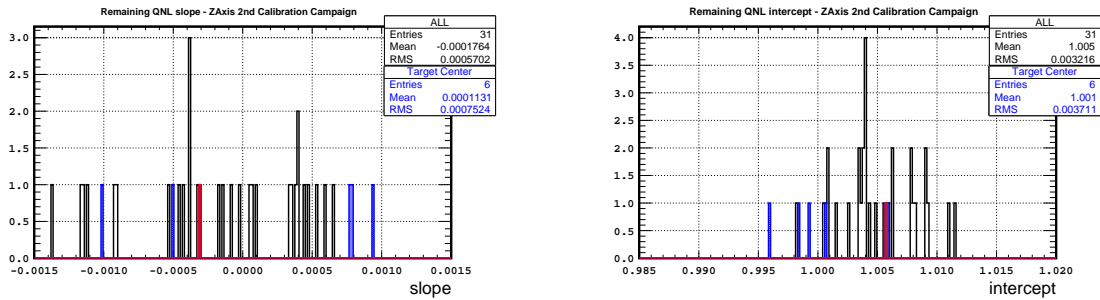 Remaining QNL slope - ZAxis 2nd Calibration Campaign
ALL
Entries 31
Mean -0.0001764
RMS 0.0005702
Target Center
Entries 6
Mean 0.0001131
RMS 0.0007524
3.0
2.5
2.0
1.5
1.0
0.5
0.0
-0.0015 -0.0010 -0.0005 0.0000 0.0005 0.0010 0.0015
slope
Remaining QNL intercept - ZAxis 2nd Calibration Campaign
ALL
Entries 31
Mean 1.005
RMS 0.003216
Target Center
Entries 6
Mean 1.001
RMS 0.003711
4.0
3.5
3.0
2.5
2.0
1.5
1.0
0.5
0.0
0.985 0.990 0.995 1.000 1.005 1.010 1.015 1.020
intercept